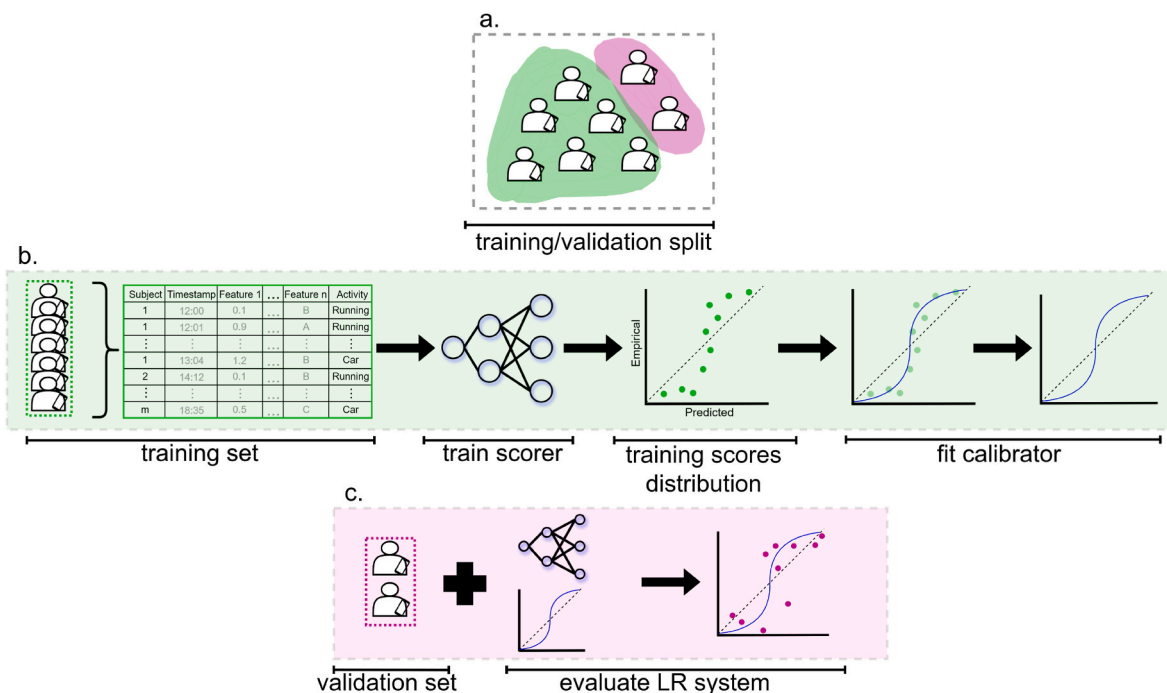 a.
training/validation split
b.
Subject Timestamp Feature 1 ... Feature n Activity
1 12:00 0.1 ... B Running
1 12:01 0.9 ... A Running
⋮ ⋮ ⋮ ... ⋮ ⋮
1 13:04 1.2 ... B Car
2 14:12 0.1 ... B Running
⋮ ⋮ ⋮ ... ⋮ ⋮
m 18:35 0.5 ... C Car
Empirical
Predicted
training set
train scorer
training scores
distribution
fit calibrator
c.
validation set
evaluate LR system